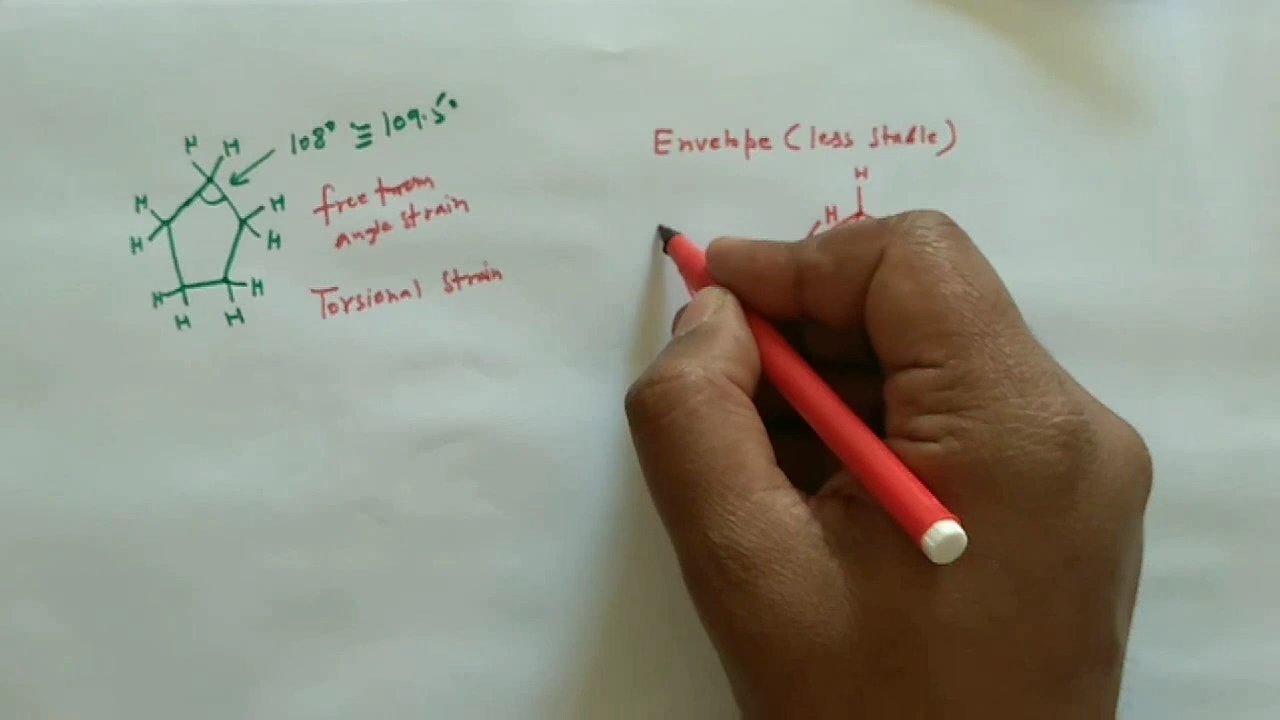 108° ≅ 109.5°
free from
angle strain
Torsional strain
H H
H H
H H
H H
H H
Envelope (less stable)
H
H